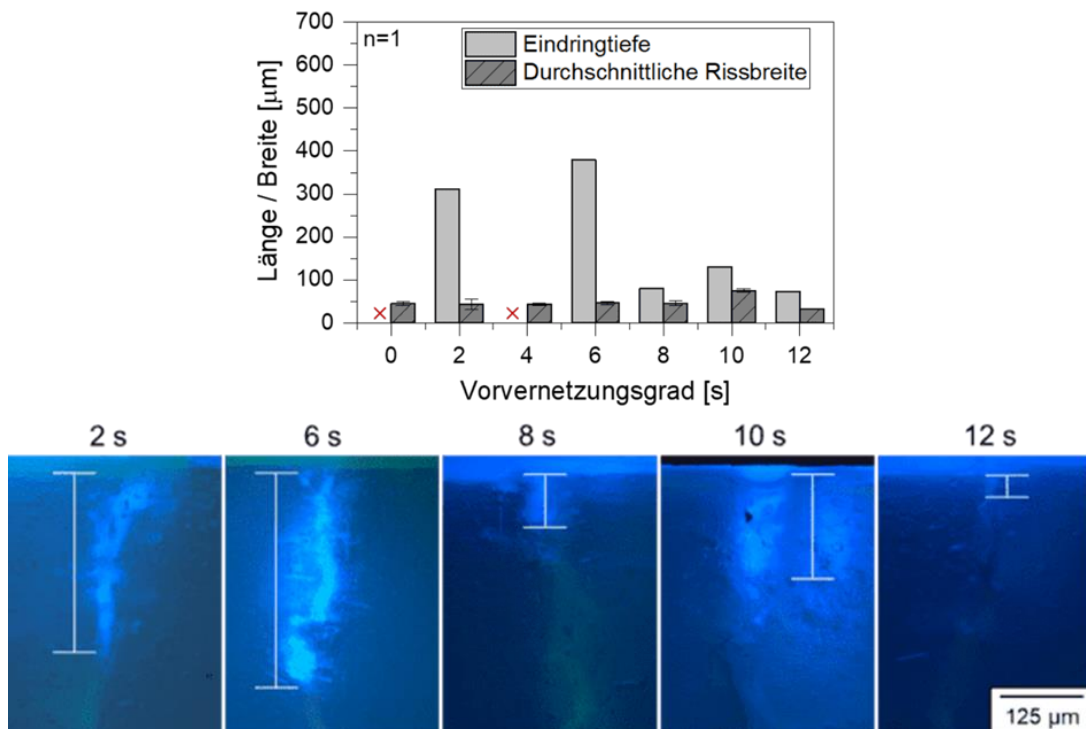 700
n=1
Eindringtiefe
600
Durchschnittliche Rissbreite
500
400
300
200
100
0
Länge / Breite [µm]
0 2 4 6 8 10 12
Vorvernetzungsgrad [s]
2 s 6 s 8 s 10 s 12 s
125 µm